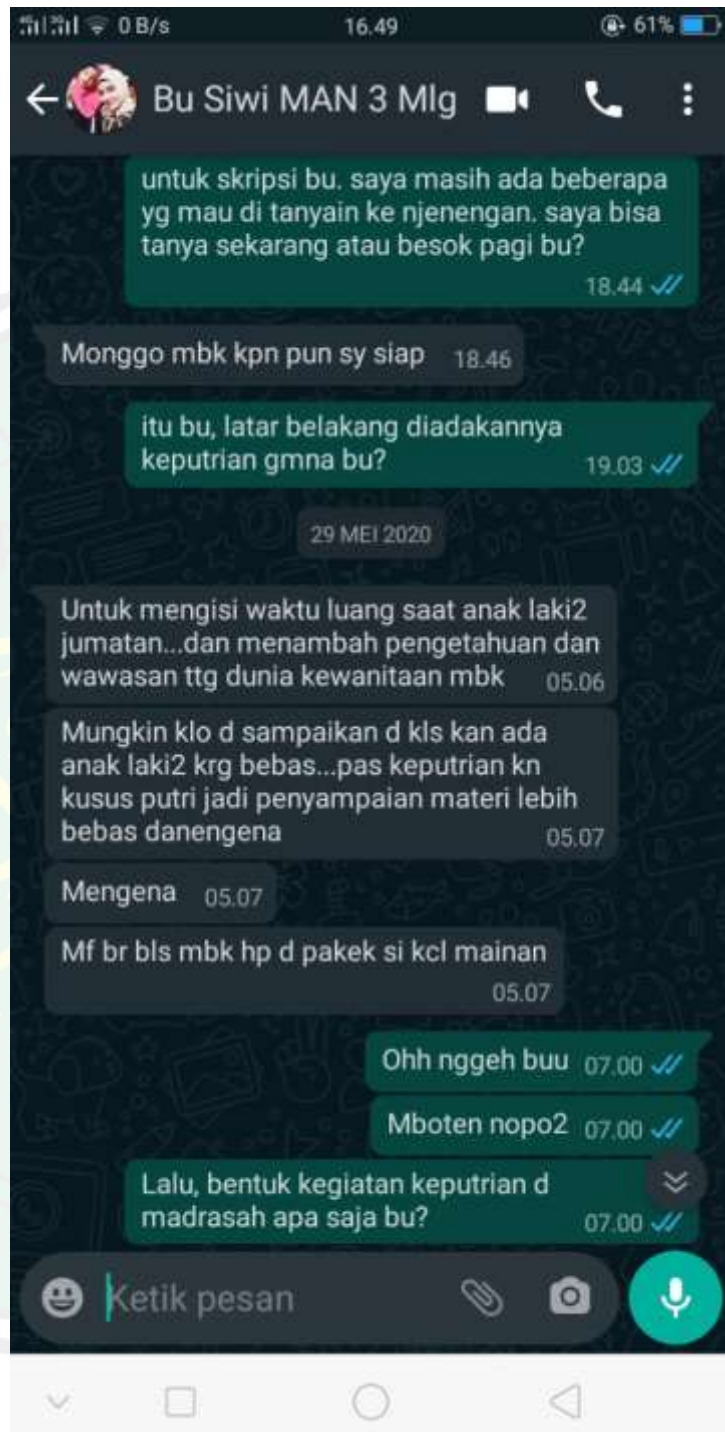 0 B/s 16.49 61%
Bu Siwi MAN 3 Mlg
untuk skripsi bu. saya masih ada beberapa
yg mau di tanyain ke njenengan. saya bisa
tanya sekarang atau besok pagi bu?
18.44
Monggo mbk kpn pun sy siap 18.46
itu bu, latar belakang diadakannya
keputrian gmna bu? 19.03
29 MEI 2020
Untuk mengisi waktu luang saat anak laki2
jumatan...dan menambah pengetahuan dan
wawasan ttg dunia kewanitaan mbk 05.06
Mungkin klo d sampaikan d kls kan ada
anak laki2 krg bebas...pas keputrian kn
kusus putri jadi penyampaian materi lebih
bebas danengena 05.07
Mengena 05.07
Mf br bls mbk hp d pakek si kcl mainan
05.07
Ohh nggeh buu 07.00
Mboten nopo2 07.00
Lalu, bentuk kegiatan keputrian d
madrasah apa saja bu? 07.00
Ketik pesan